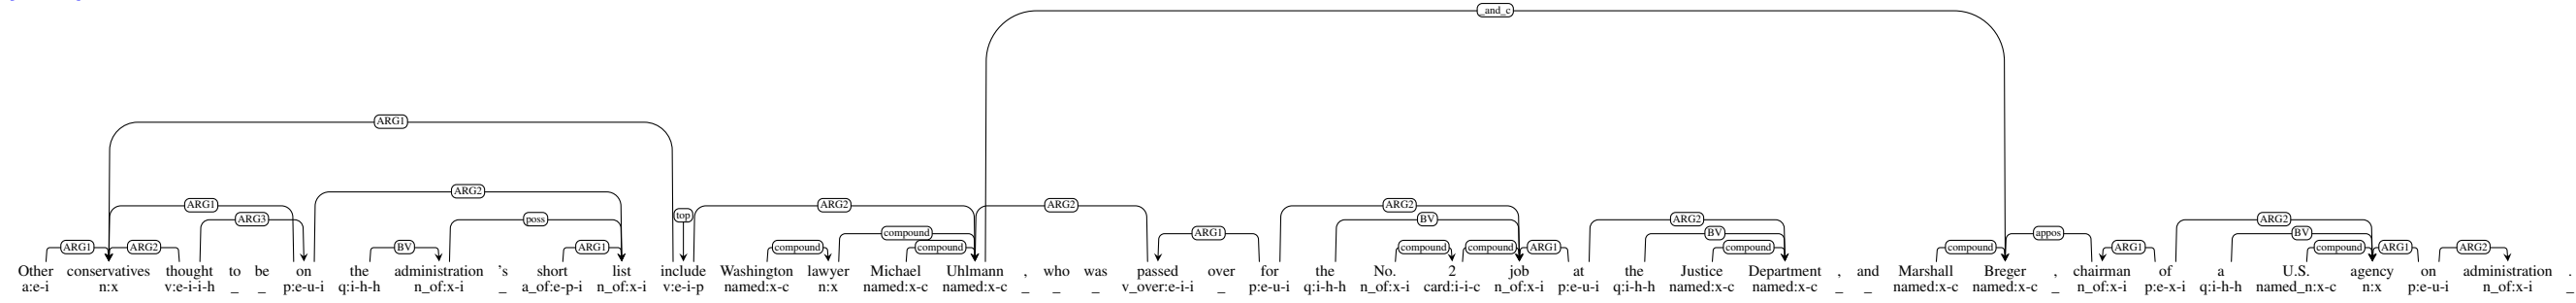 _and_c
ARG1
ARG2
ARG1 ARG3 poss top ARG2 ARG2 ARG2 BV ARG2 BV ARG2 BV
compound ARG1 compound appos
ARG1 ARG2 BV ARG1 compound compound compound compound ARG1 compound compound ARG1 compound ARG1 ARG2
Other conservatives thought to be on the administration 's short list include Washington lawyer Michael Uhlmann , who was passed over for the No. 2 job at the Justice Department , and Marshall Breger , chairman of a U.S. agency on administration .
a:e-i n:x v:e-i-i-h _ _ p:e-u-i q:i-h-h n_of:x-i _ a_of:e-p-i n_of:x-i v:e-i-p named:x-c n:x named:x-c named:x-c _ _ _ v_over:e-i-i _ p:e-u-i q:i-h-h n_of:x-i card:i-i-c n_of:x-i p:e-u-i q:i-h-h named:x-c named:x-c _ _ named:x-c named:x-c _ n_of:x-i p:e-x-i q:i-h-h named_n:x-c n:x p:e-u-i n_of:x-i _